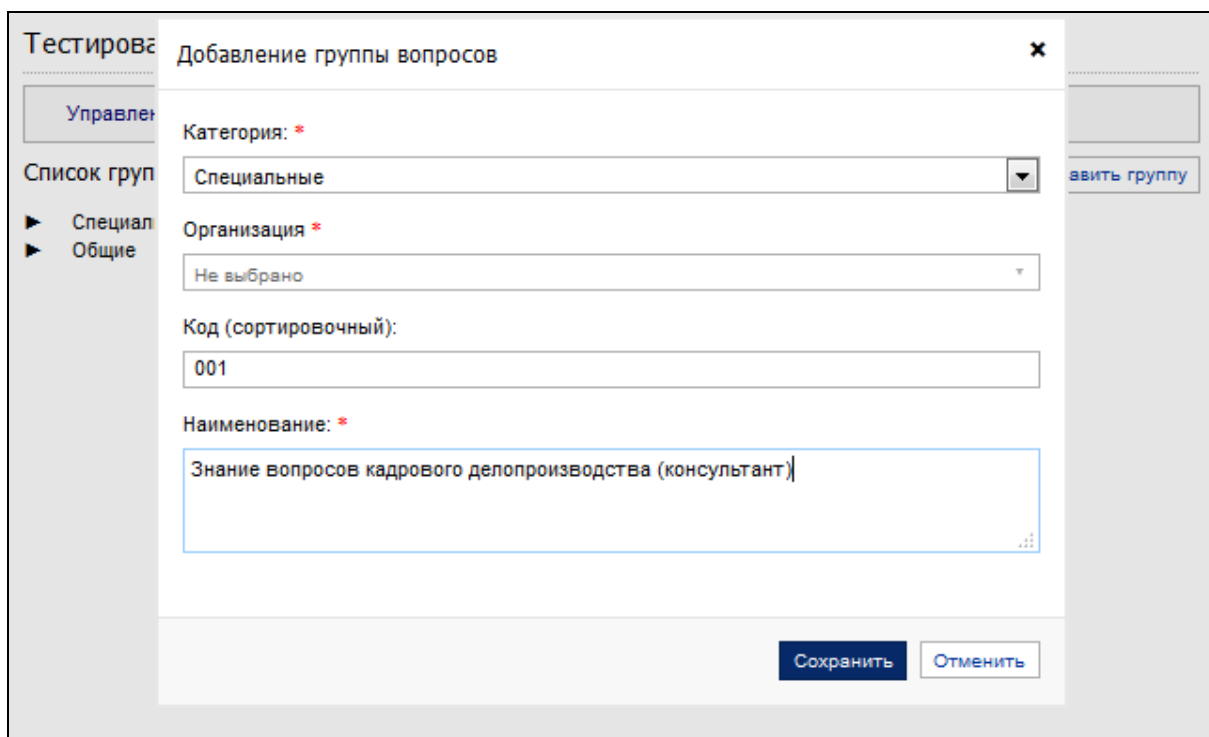 Тестирова
Добавление группы вопросов
Управлен
Категория: *
Список груп
Специальные
авить группу
Специал
Организация *
Общие
Не выбрано
Код (сортировочный):
001
Наименование: *
Знание вопросов кадрового делопроизводства (консультант)
Сохранить
Отменить